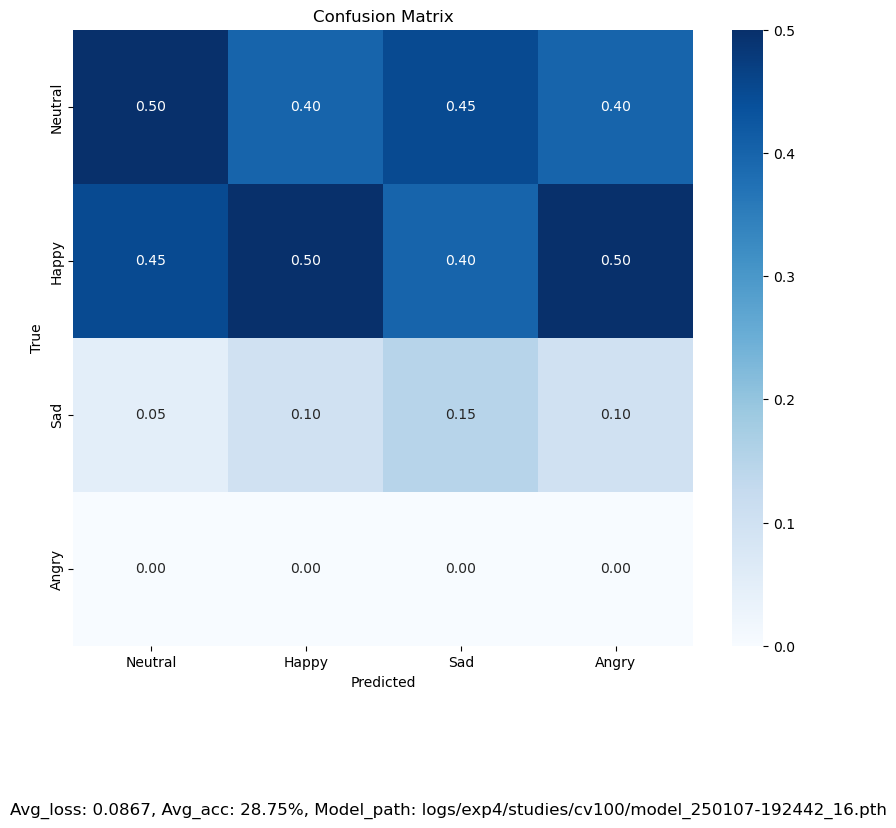 Confusion Matrix
Neutral 0.50 0.40 0.45 0.40
Happy 0.45 0.50 0.40 0.50
Sad 0.05 0.10 0.15 0.10
Angry 0.00 0.00 0.00 0.00
True
Neutral Happy Sad Angry
Predicted
0.5
0.4
0.3
0.2
0.1
0.0
Avg_loss: 0.0867, Avg_acc: 28.75%, Model_path: logs/exp4/studies/cv100/model_250107-192442_16.pth